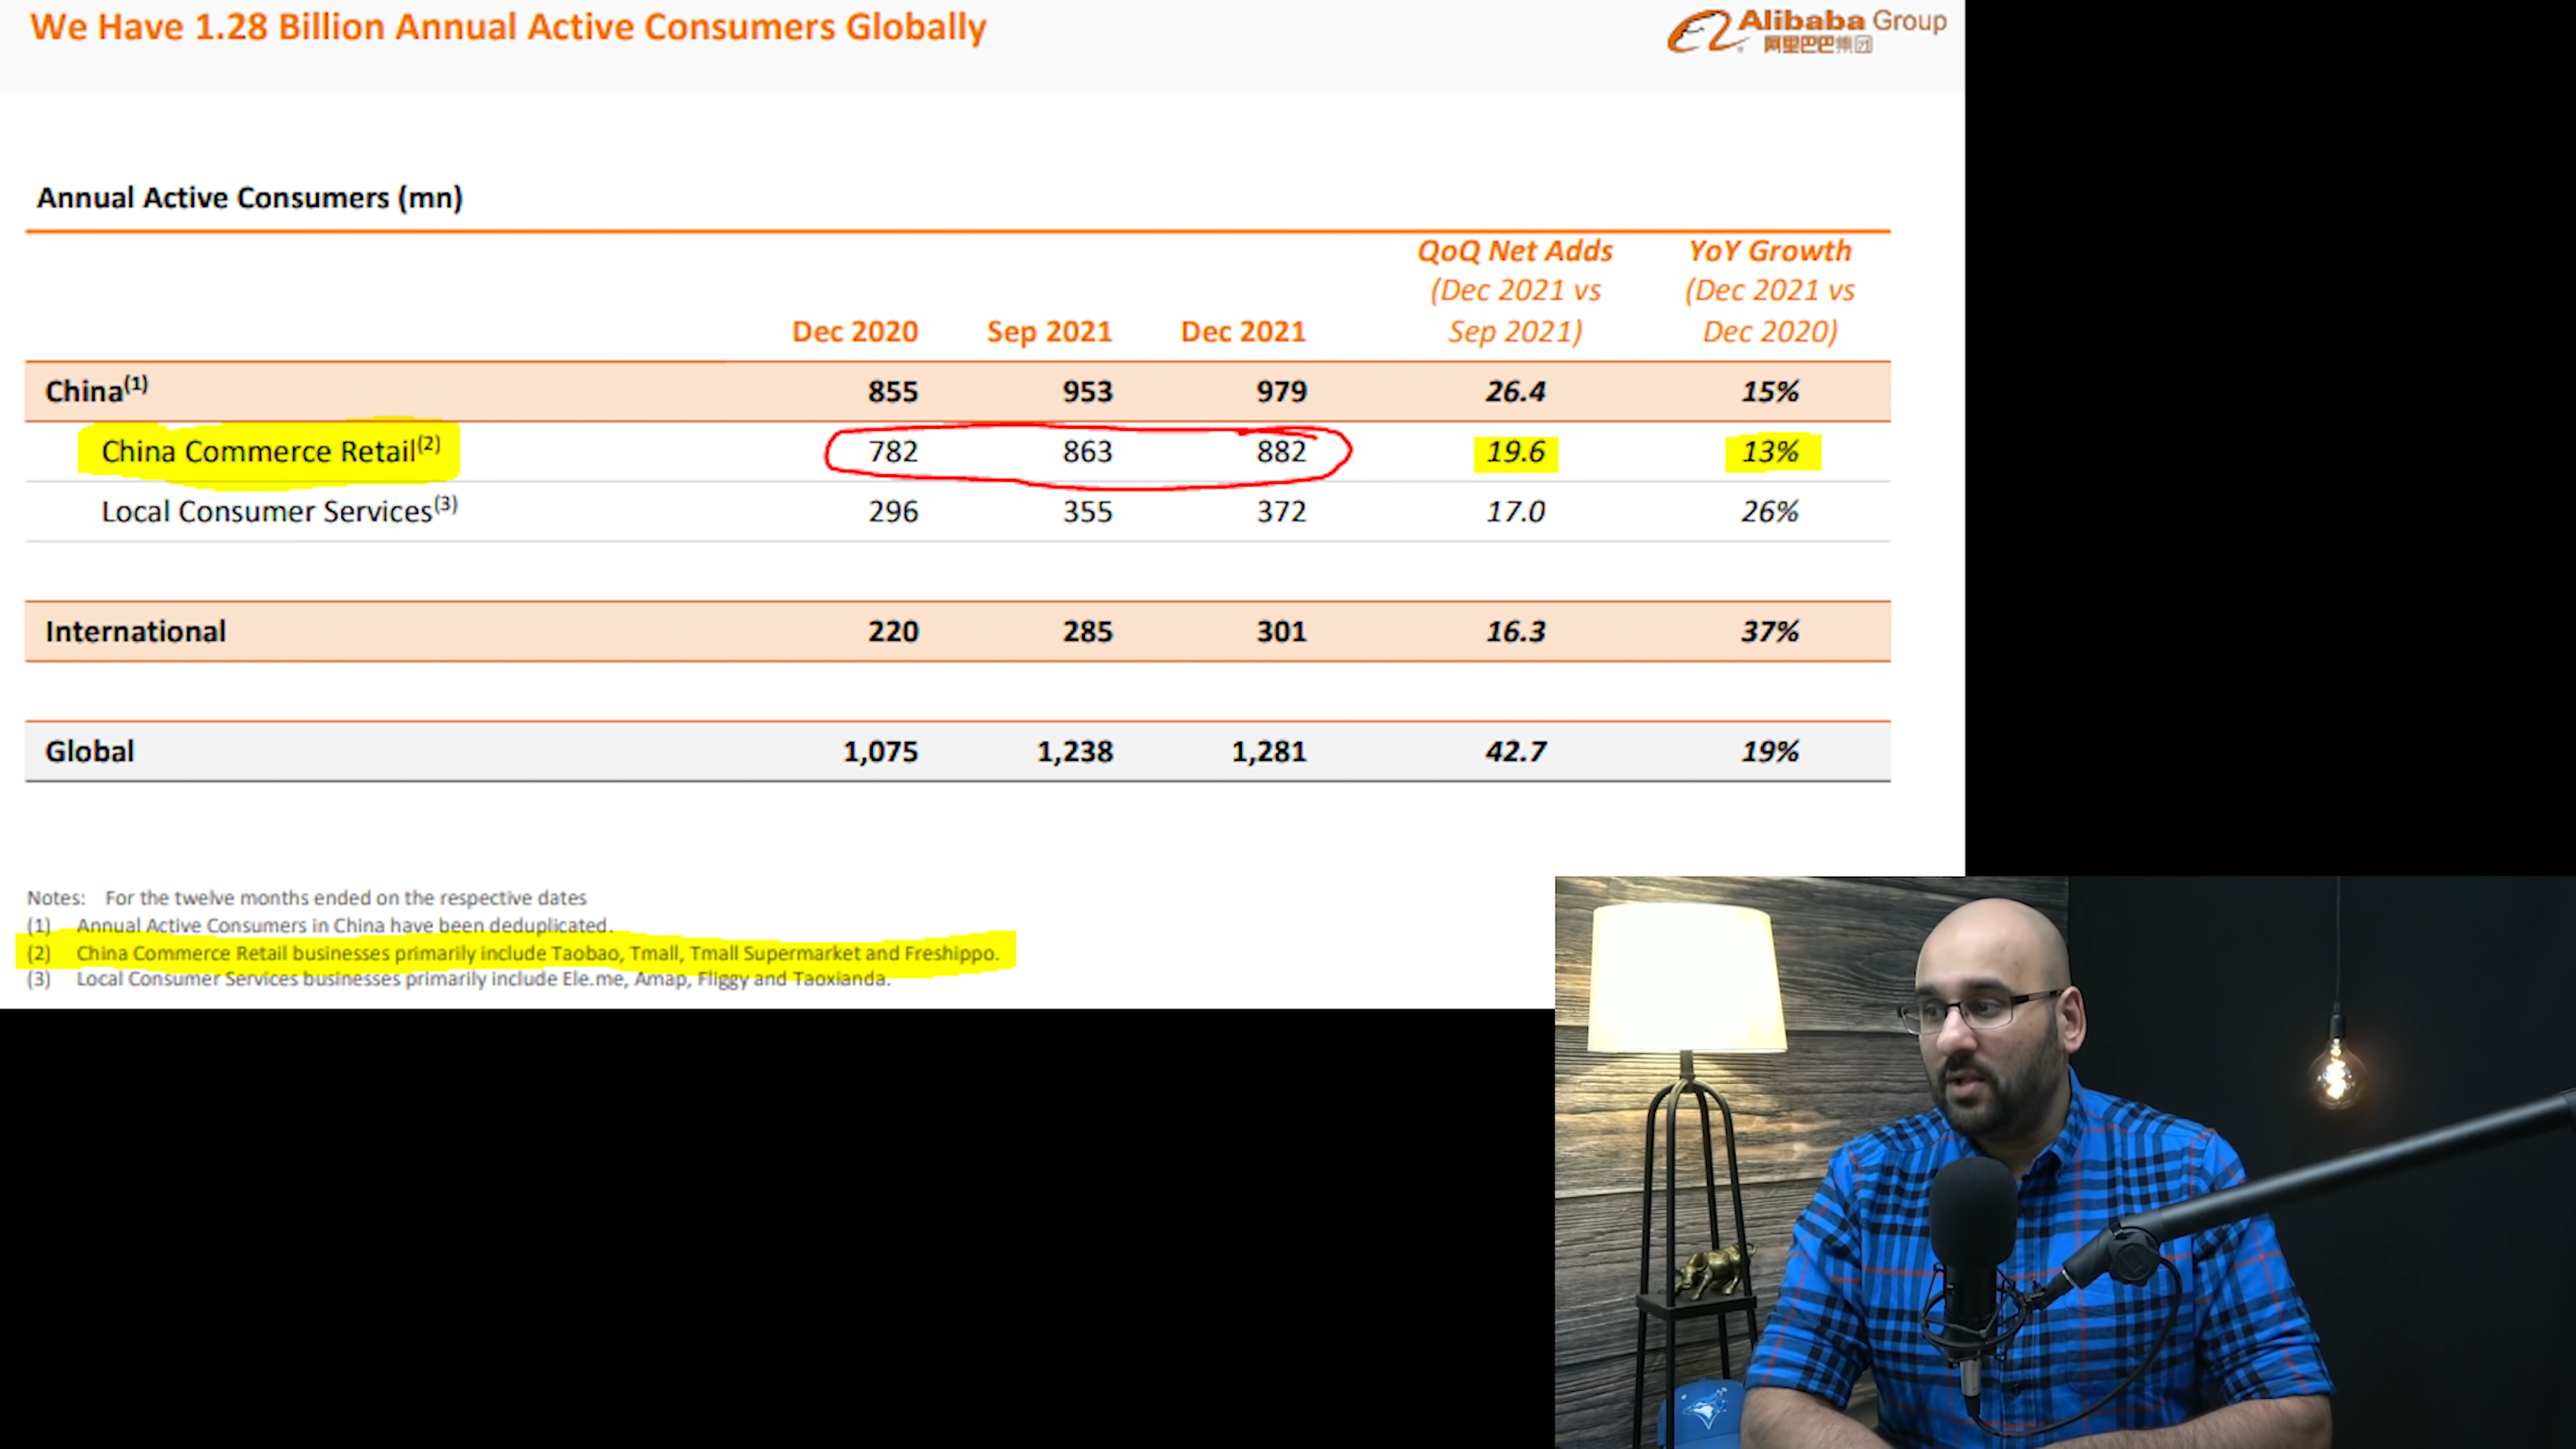 We Have 1.28 Billion Annual Active Consumers Globally
Alibaba Group
阿里巴巴集团
Annual Active Consumers (mn)
Dec 2020 Sep 2021 Dec 2021 QoQ Net Adds (Dec 2021 vs Sep 2021) YoY Growth (Dec 2021 vs Dec 2020)
China(1) 855 953 979 26.4 15%
China Commerce Retail(2) 782 863 882 19.6 13%
Local Consumer Services(3) 296 355 372 17.0 26%
International 220 285 301 16.3 37%
Global 1,075 1,238 1,281 42.7 19%
Notes: For the twelve months ended on the respective dates
(1) Annual Active Consumers in China have been deduplicated.
(2) China Commerce Retail businesses primarily include Taobao, Tmall, Tmall Supermarket and Freshippo.
(3) Local Consumer Services businesses primarily include Ele.me, Amap, Fliggy and Taoxianda.